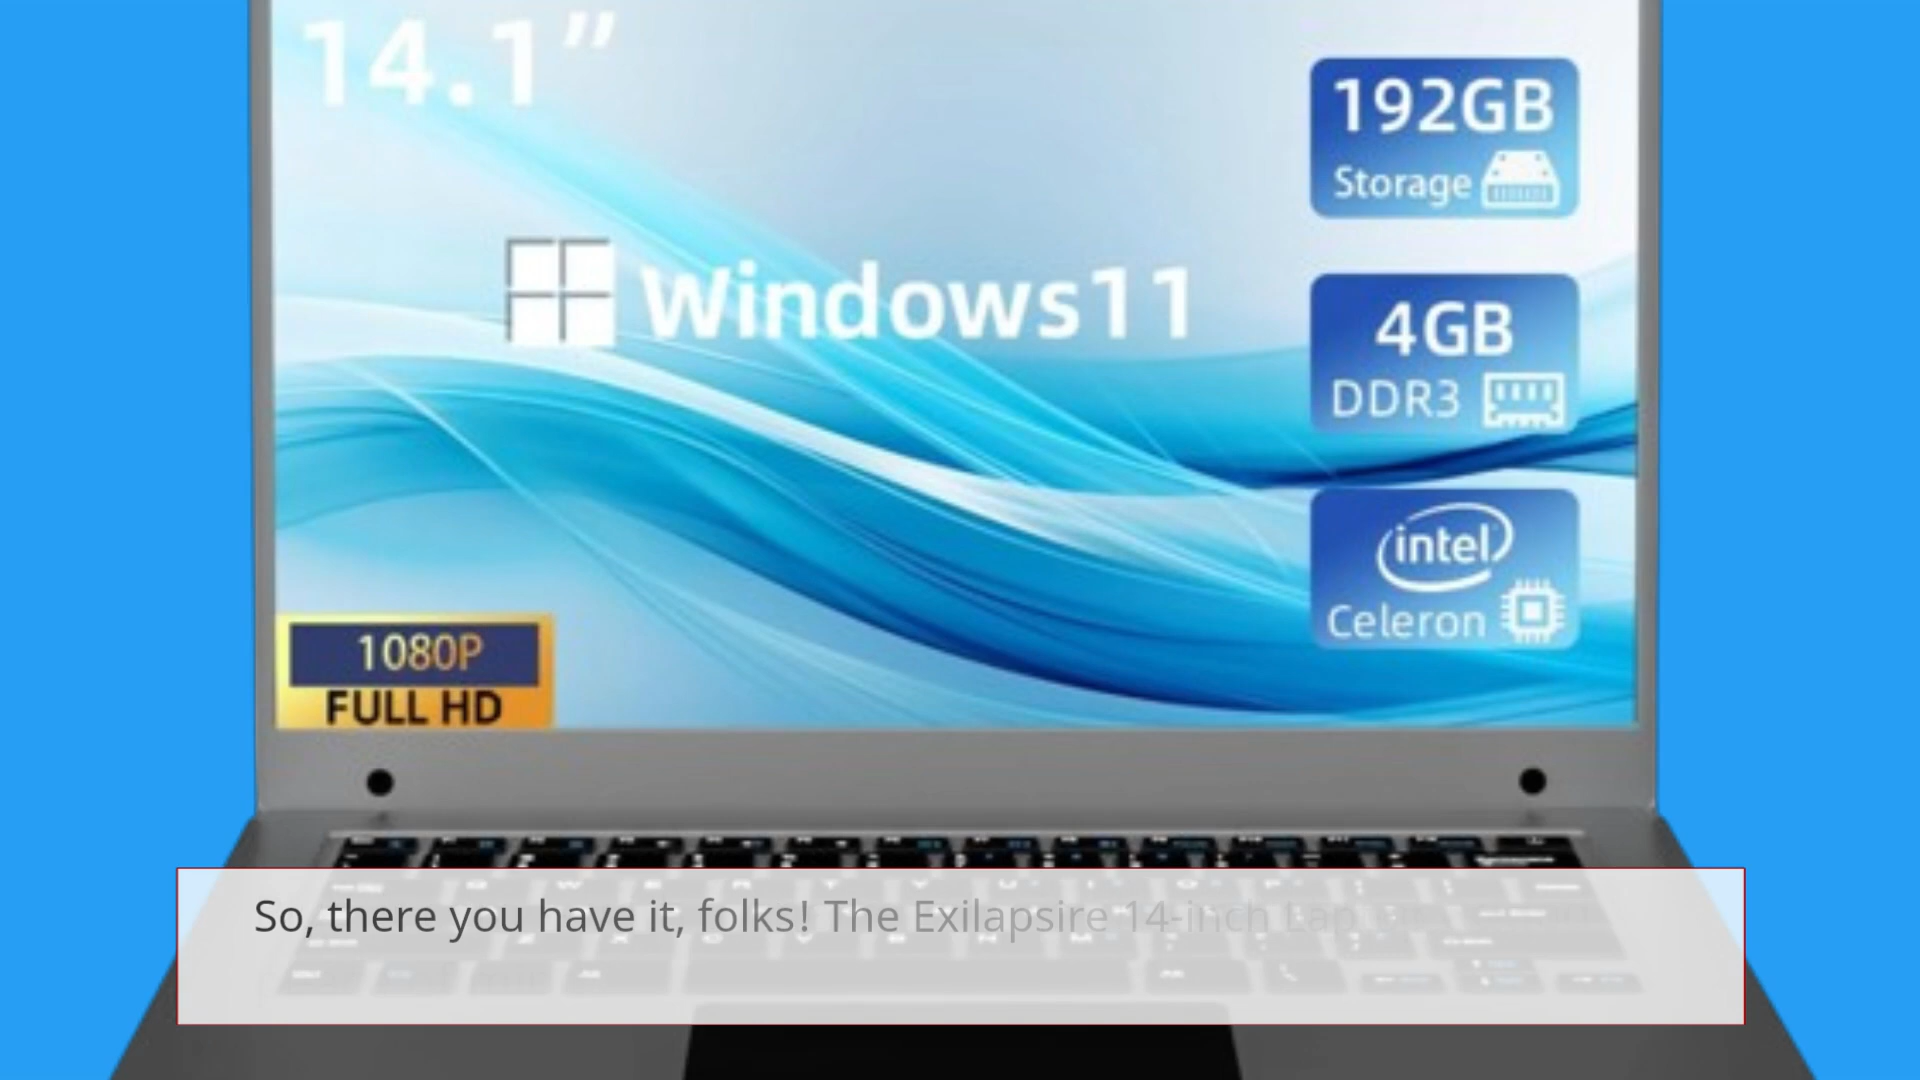 14.1”
192GB
Storage
Windows11
4GB
DDR3
intel
Celeron
1080P
FULL HD
So, there you have it, folks! The Exilapsire 14-inch Lap